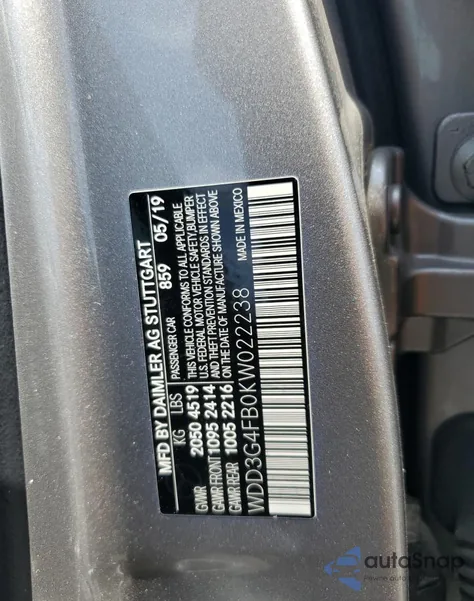 MFD BY DAIMLER AG STUTTGART
PASSENGER CAR 859 05/19
KG LBS
GVWR 2050 4519
GAWR FRONT 1095 2414
GAWR REAR 1005 2216
THIS VEHICLE CONFORMS TO ALL APPLICABLE
U.S. FEDERAL MOTOR VEHICLE SAFETY, BUMPER
AND THEFT PREVENTION STANDARDS IN EFFECT
ON THE DATE OF MANUFACTURE SHOWN ABOVE
MADE IN MEXICO
WDD3G4FB0KW022238
autoSnap